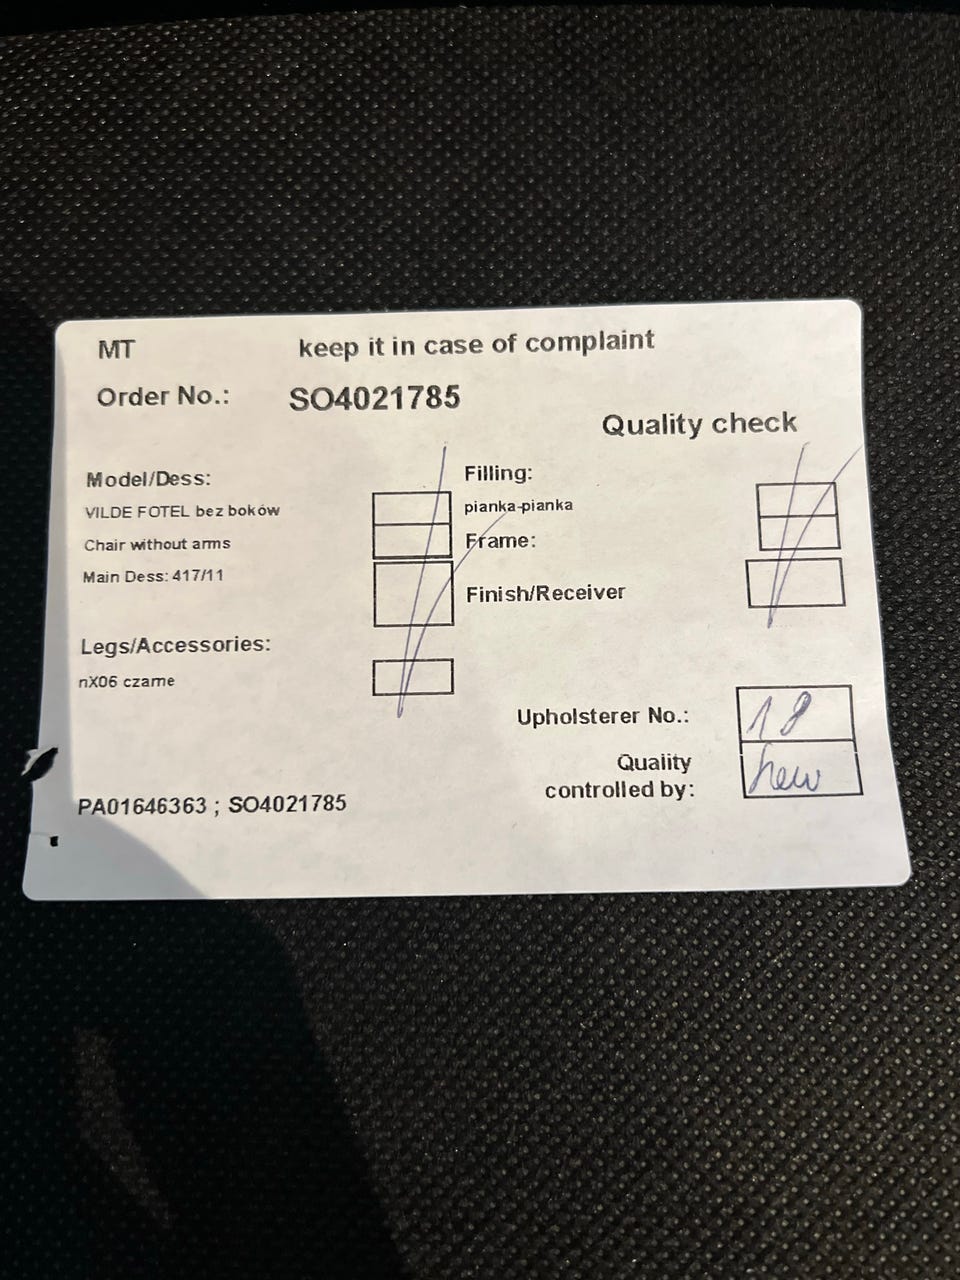 MT keep it in case of complaint
Order No.: SO4021785
Quality check
Model/Dess:
VILDE FOTEL bez boków
Chair without arms
Main Dess: 417/11
Legs/Accessories:
nX06 czarne
Filling:
pianka-pianka
Frame:
Finish/Receiver
Upholsterer No.: 18
Quality
controlled by:
PA01646363 ; SO4021785